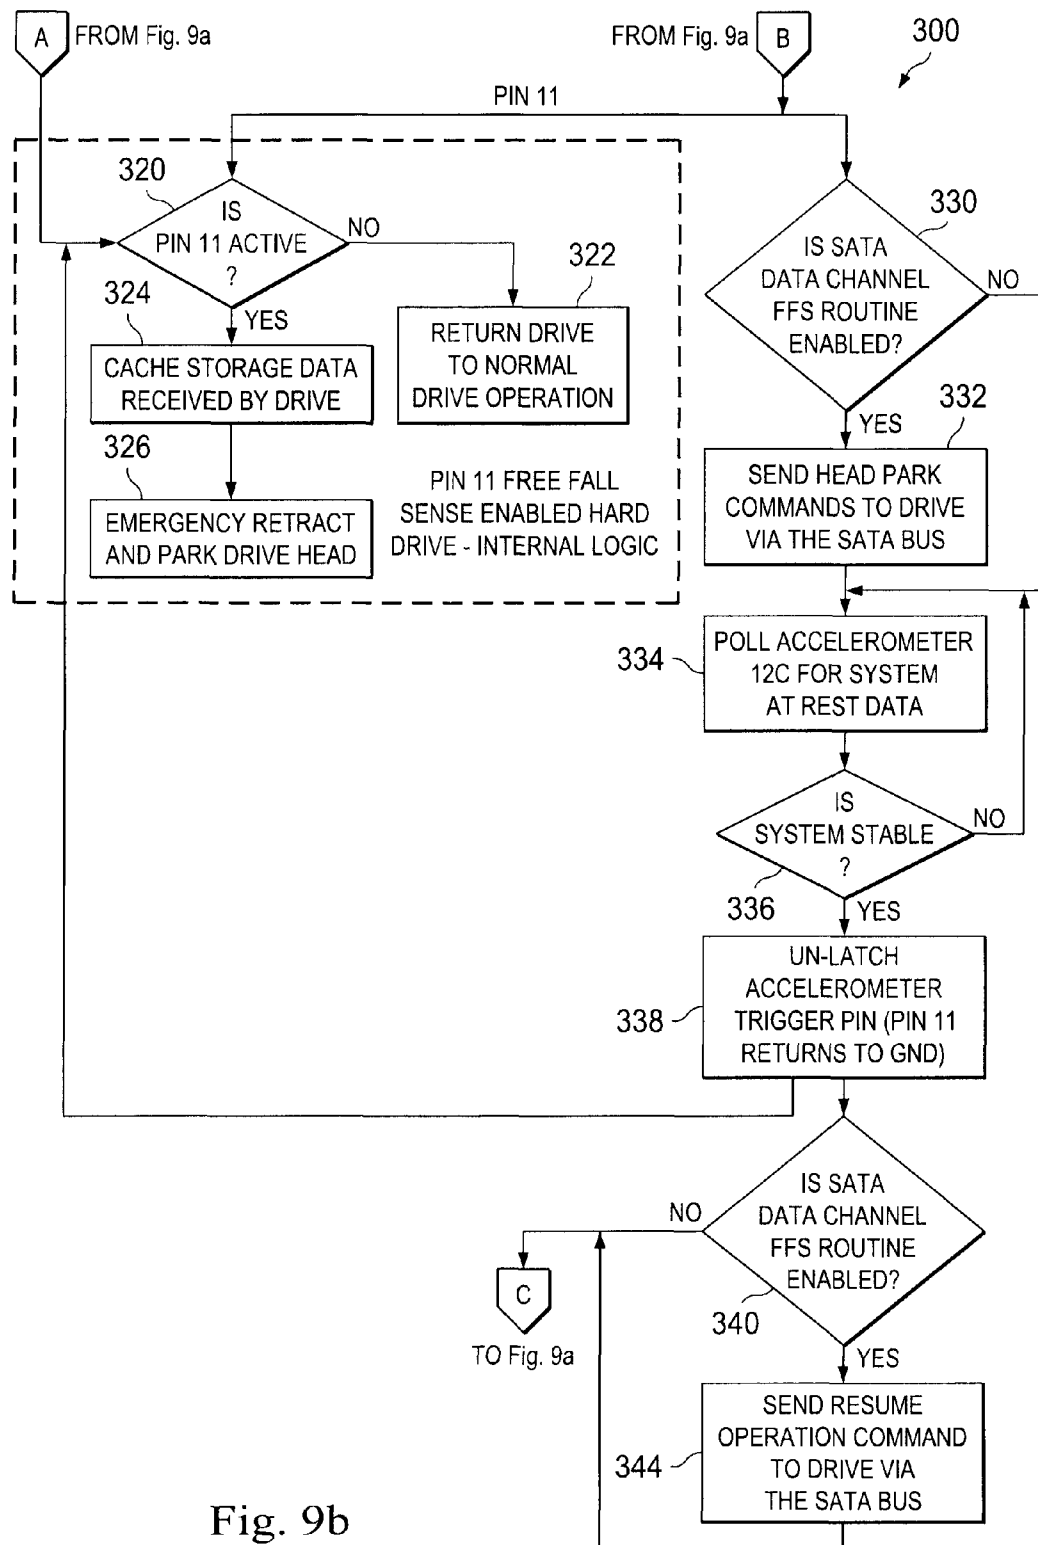 A
FROM Fig. 9a
FROM Fig. 9a
B
300
PIN 11
320
IS
PIN 11 ACTIVE
?
NO
YES
322
RETURN DRIVE
TO NORMAL
DRIVE OPERATION
324
CACHE STORAGE DATA
RECEIVED BY DRIVE
326
EMERGENCY RETRACT
AND PARK DRIVE HEAD
PIN 11 FREE FALL
SENSE ENABLED HARD
DRIVE - INTERNAL LOGIC
330
IS SATA
DATA CHANNEL
FFS ROUTINE
ENABLED?
NO
YES
332
SEND HEAD PARK
COMMANDS TO DRIVE
VIA THE SATA BUS
334
POLL ACCELEROMETER
12C FOR SYSTEM
AT REST DATA
IS
SYSTEM STABLE
?
NO
336
YES
338
UN-LATCH
ACCELEROMETER
TRIGGER PIN (PIN 11
RETURNS TO GND)
IS SATA
DATA CHANNEL
FFS ROUTINE
ENABLED?
NO
340
YES
C
TO Fig. 9a
344
SEND RESUME
OPERATION COMMAND
TO DRIVE VIA
THE SATA BUS
Fig. 9b